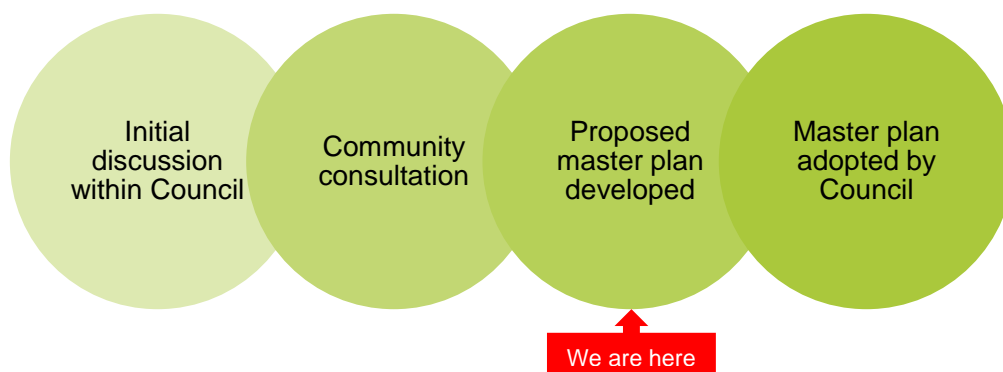 Initial
discussion
within Council
Community
consultation
Proposed
master plan
developed
Master plan
adopted by
Council
We are here